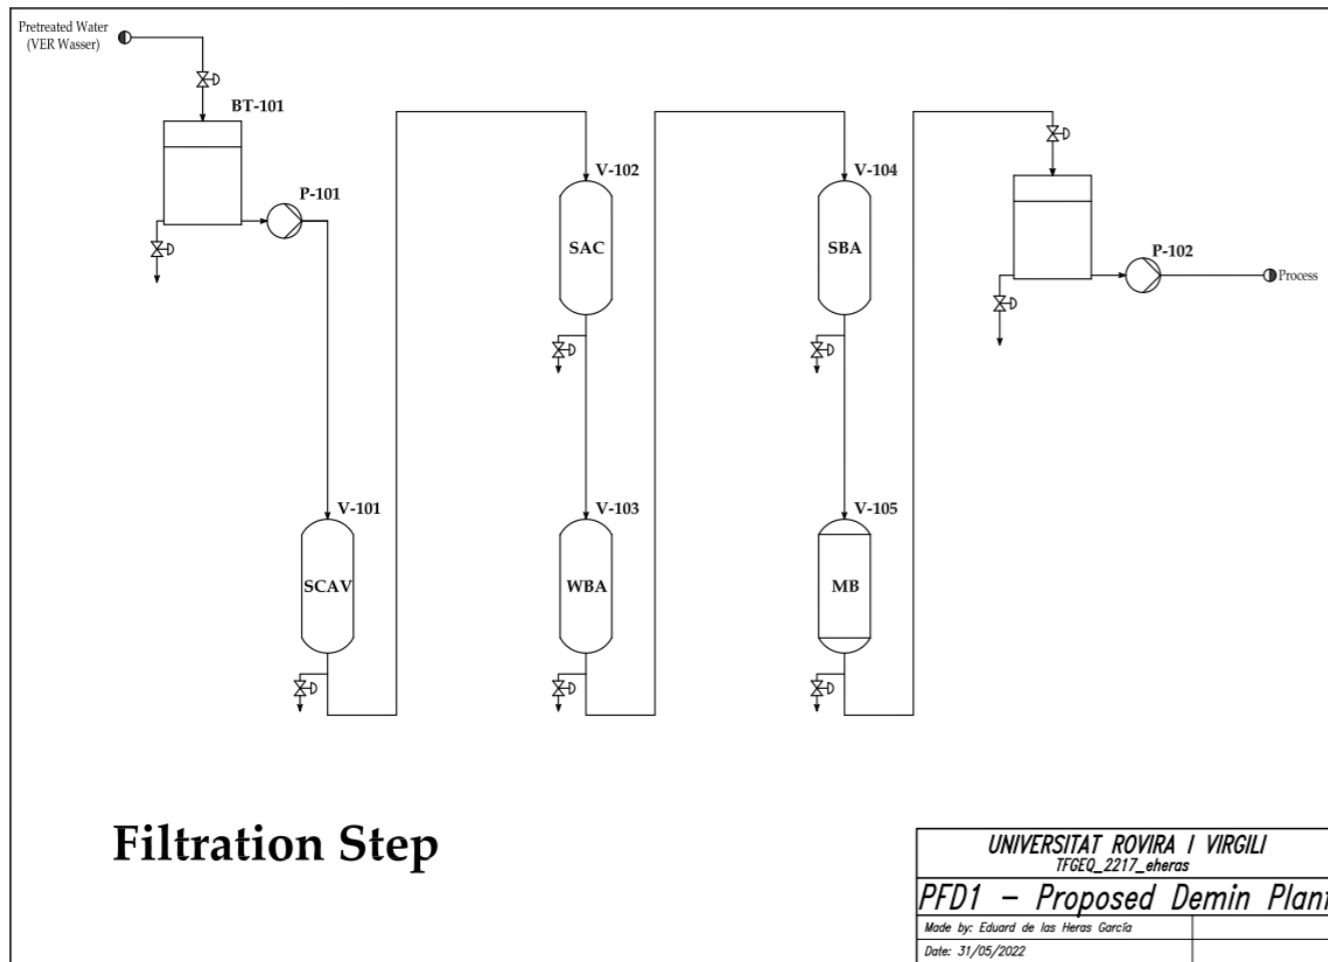 Pretreated Water
(VER Wasser)
BT-101
P-101
V-102
V-104
SAC
SBA
P-102
Process
V-101
V-103
V-105
SCAV
WBA
MB
Filtration Step
UNIVERSITAT ROVIRA I VIRGILI
TFGEQ_2217_eheras
PFD1 - Proposed Demin Plant
Made by: Eduard de las Heras García
Date: 31/05/2022